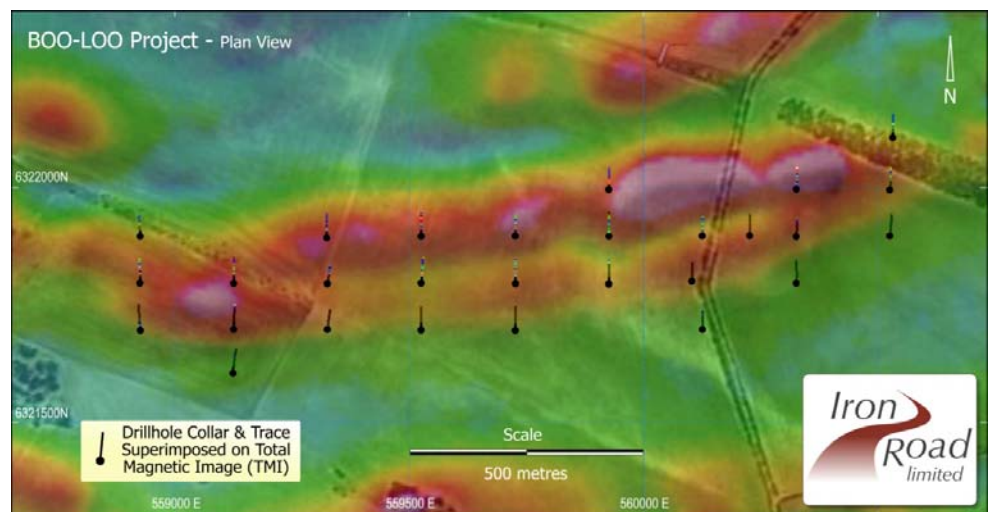 BOO-LOO Project - Plan View
N
6322000N
6321500N
Drillhole Collar & Trace
Superimposed on Total
Magnetic Image (TMI)
Scale
500 metres
559000 E
559500 E
560000 E
Iron
Road
limited